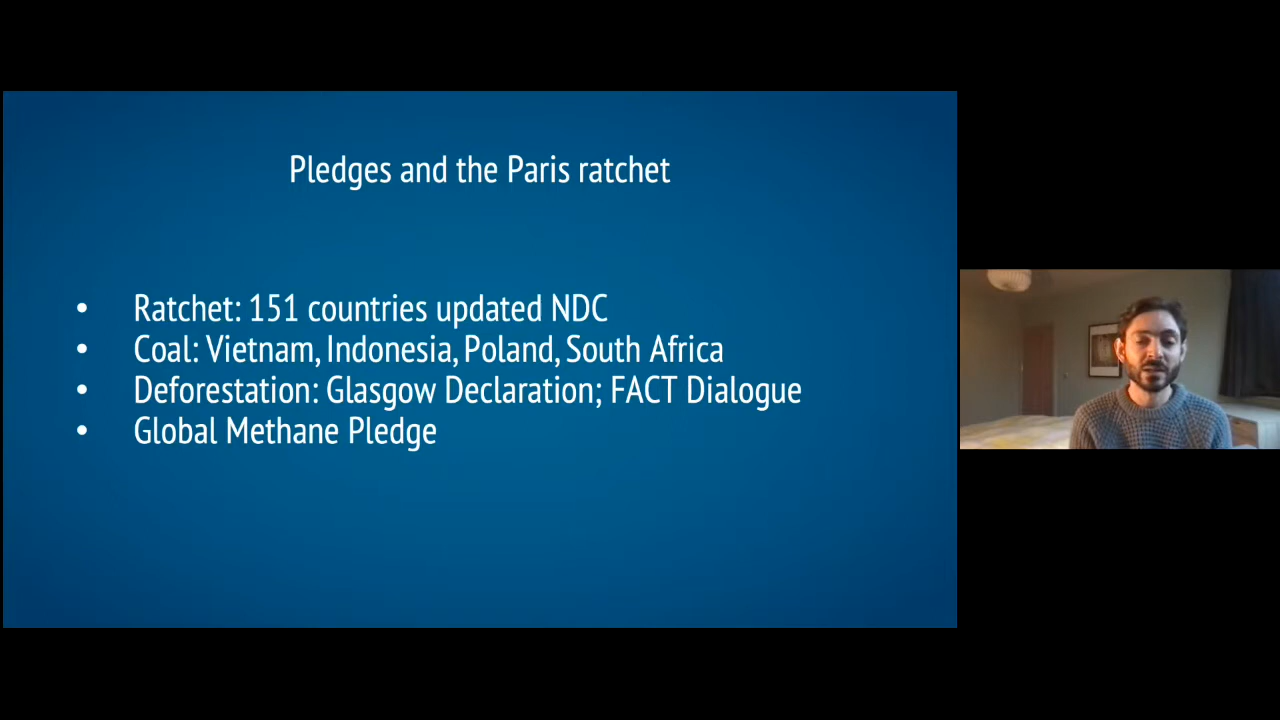 Pledges and the Paris ratchet
• Ratchet: 151 countries updated NDC
• Coal: Vietnam, Indonesia, Poland, South Africa
• Deforestation: Glasgow Declaration; FACT Dialogue
• Global Methane Pledge